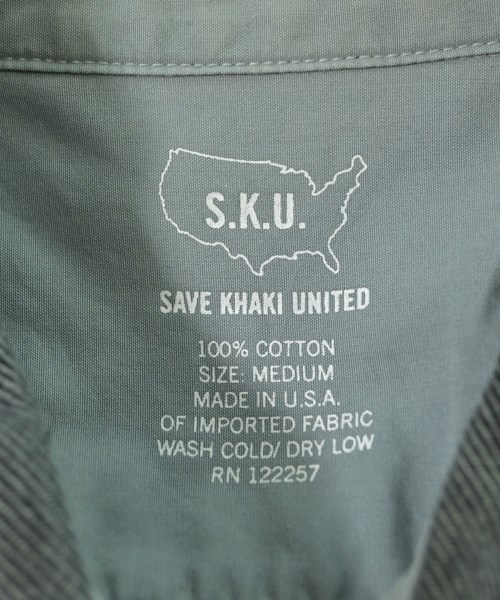 S.K.U.
SAVE KHAKI UNITED
100% COTTON
SIZE: MEDIUM
MADE IN U.S.A.
OF IMPORTED FABRIC
WASH COLD/ DRY LOW
RN 122257